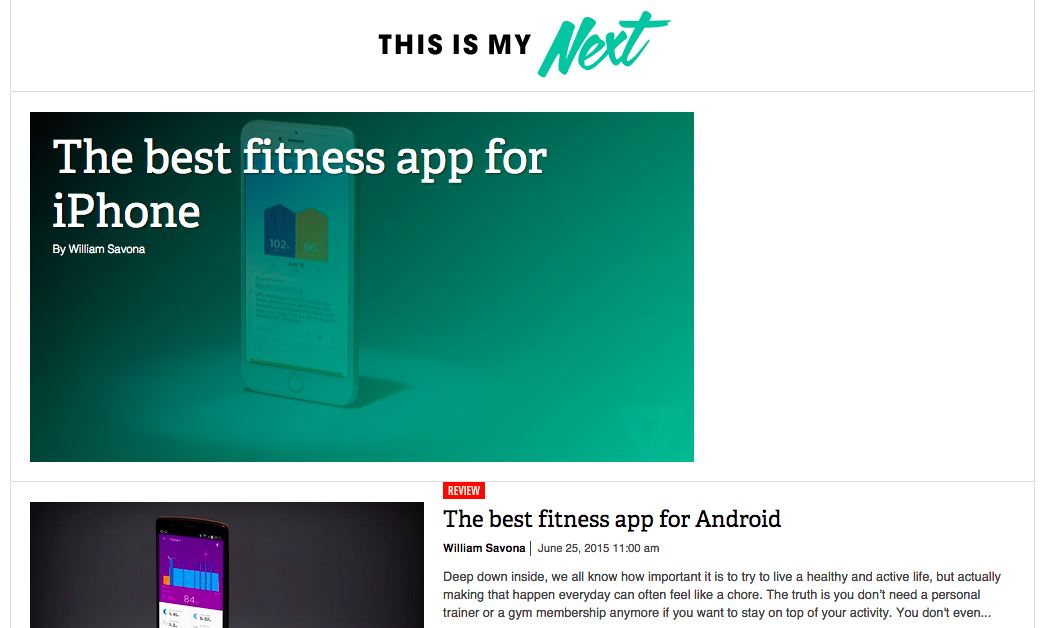 THIS IS MY Next
The best fitness app for
iPhone
By William Savona
102%
96%
REVIEW
The best fitness app for Android
William Savona | June 25, 2015 11:00 am
84%
Deep down inside, we all know how important it is to try to live a healthy and active life, but actually
making that happen everyday can often feel like a chore. The truth is you don't need a personal
trainer or a gym membership anymore if you want to stay on top of your activity. You don't even...